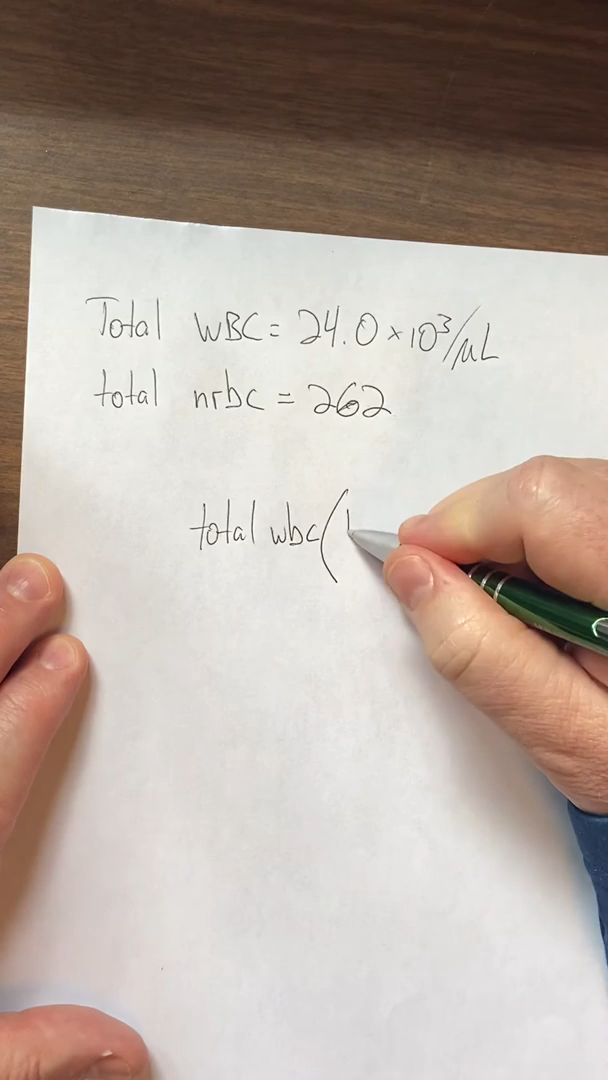 Total WBC = 24.0 × 10³/µL
total nrbc = 262
total wbc (